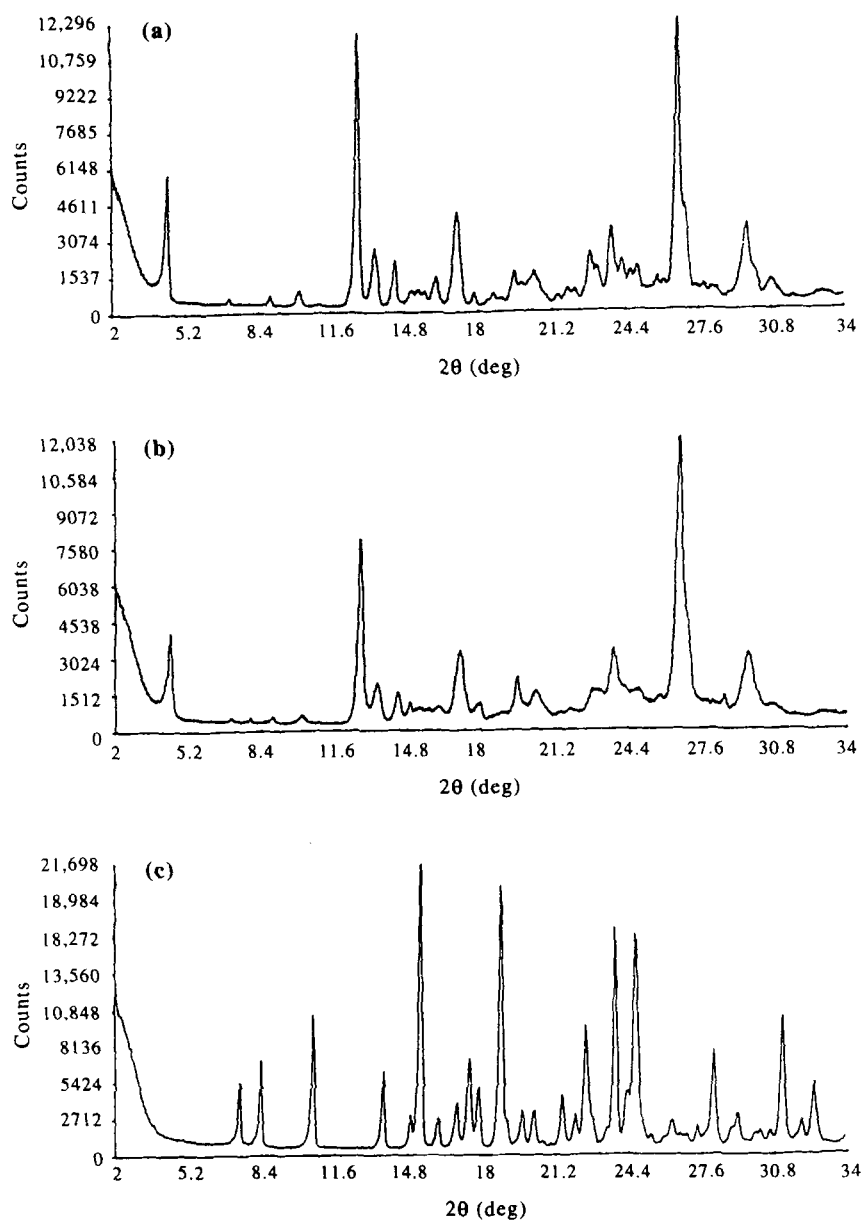 (a)
12,296
10,759
9222
7685
6148
4611
3074
1537
0
Counts
2 5.2 8.4 11.6 14.8 18 21.2 24.4 27.6 30.8 34
2θ (deg)
(b)
12,038
10,584
9072
7580
6038
4538
3024
1512
0
Counts
2 5.2 8.4 11.6 14.8 18 21.2 24.4 27.6 30.8 34
2θ (deg)
(c)
21,698
18,984
18,272
13,560
10,848
8136
5424
2712
0
Counts
2 5.2 8.4 11.6 14.8 18 21.2 24.4 27.6 30.8 34
2θ (deg)